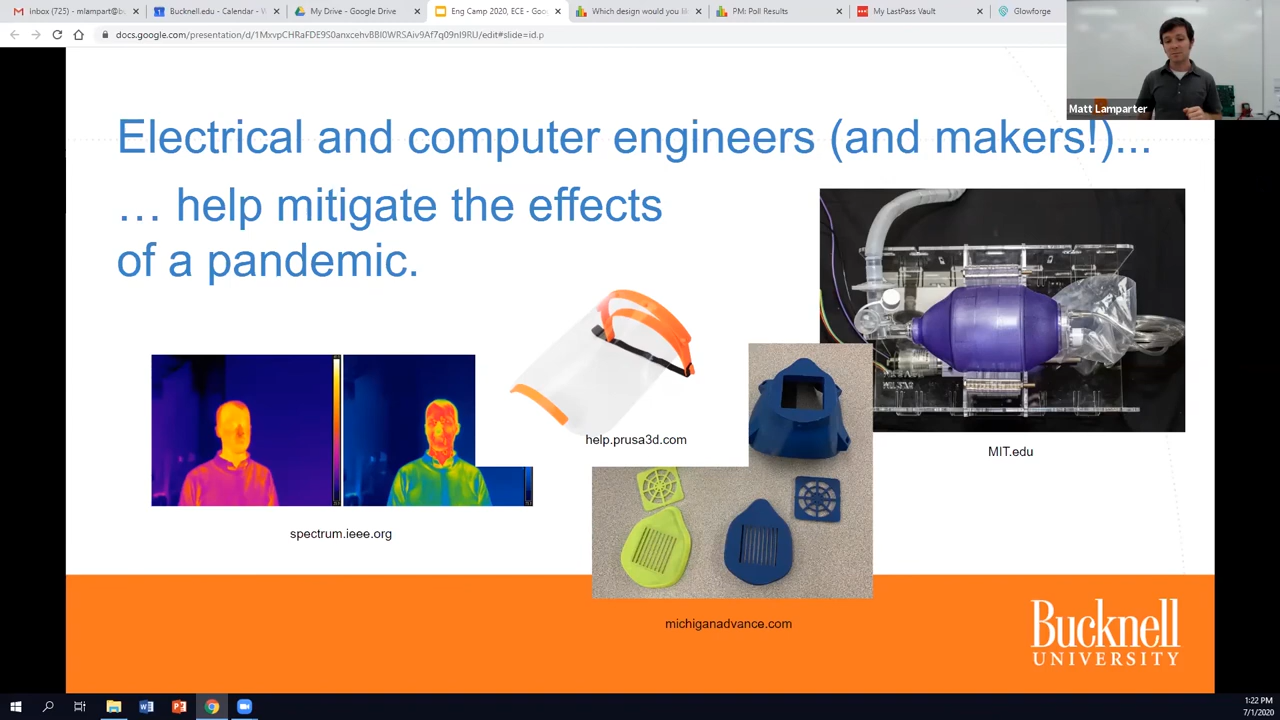 inbox (725) - mlampart@b
Bucknell.edu - Calendar - W
My Drive - Google Drive
Eng Camp 2020, ECE - Goo
Which design would you li
PM: Poll Results
My LastPass Vault
Glowforge
docs.google.com/presentation/d/1MxvpCHRaFDE9S0anxcehvBBI0WRSAiv9Af7q09nI9RU/edit#slide=id.p
Matt Lamparter
Electrical and computer engineers (and makers!)...
… help mitigate the effects
of a pandemic.
help.prusa3d.com
MIT.edu
spectrum.ieee.org
michiganadvance.com
Bucknell
UNIVERSITY
1:22 PM
7/1/2020